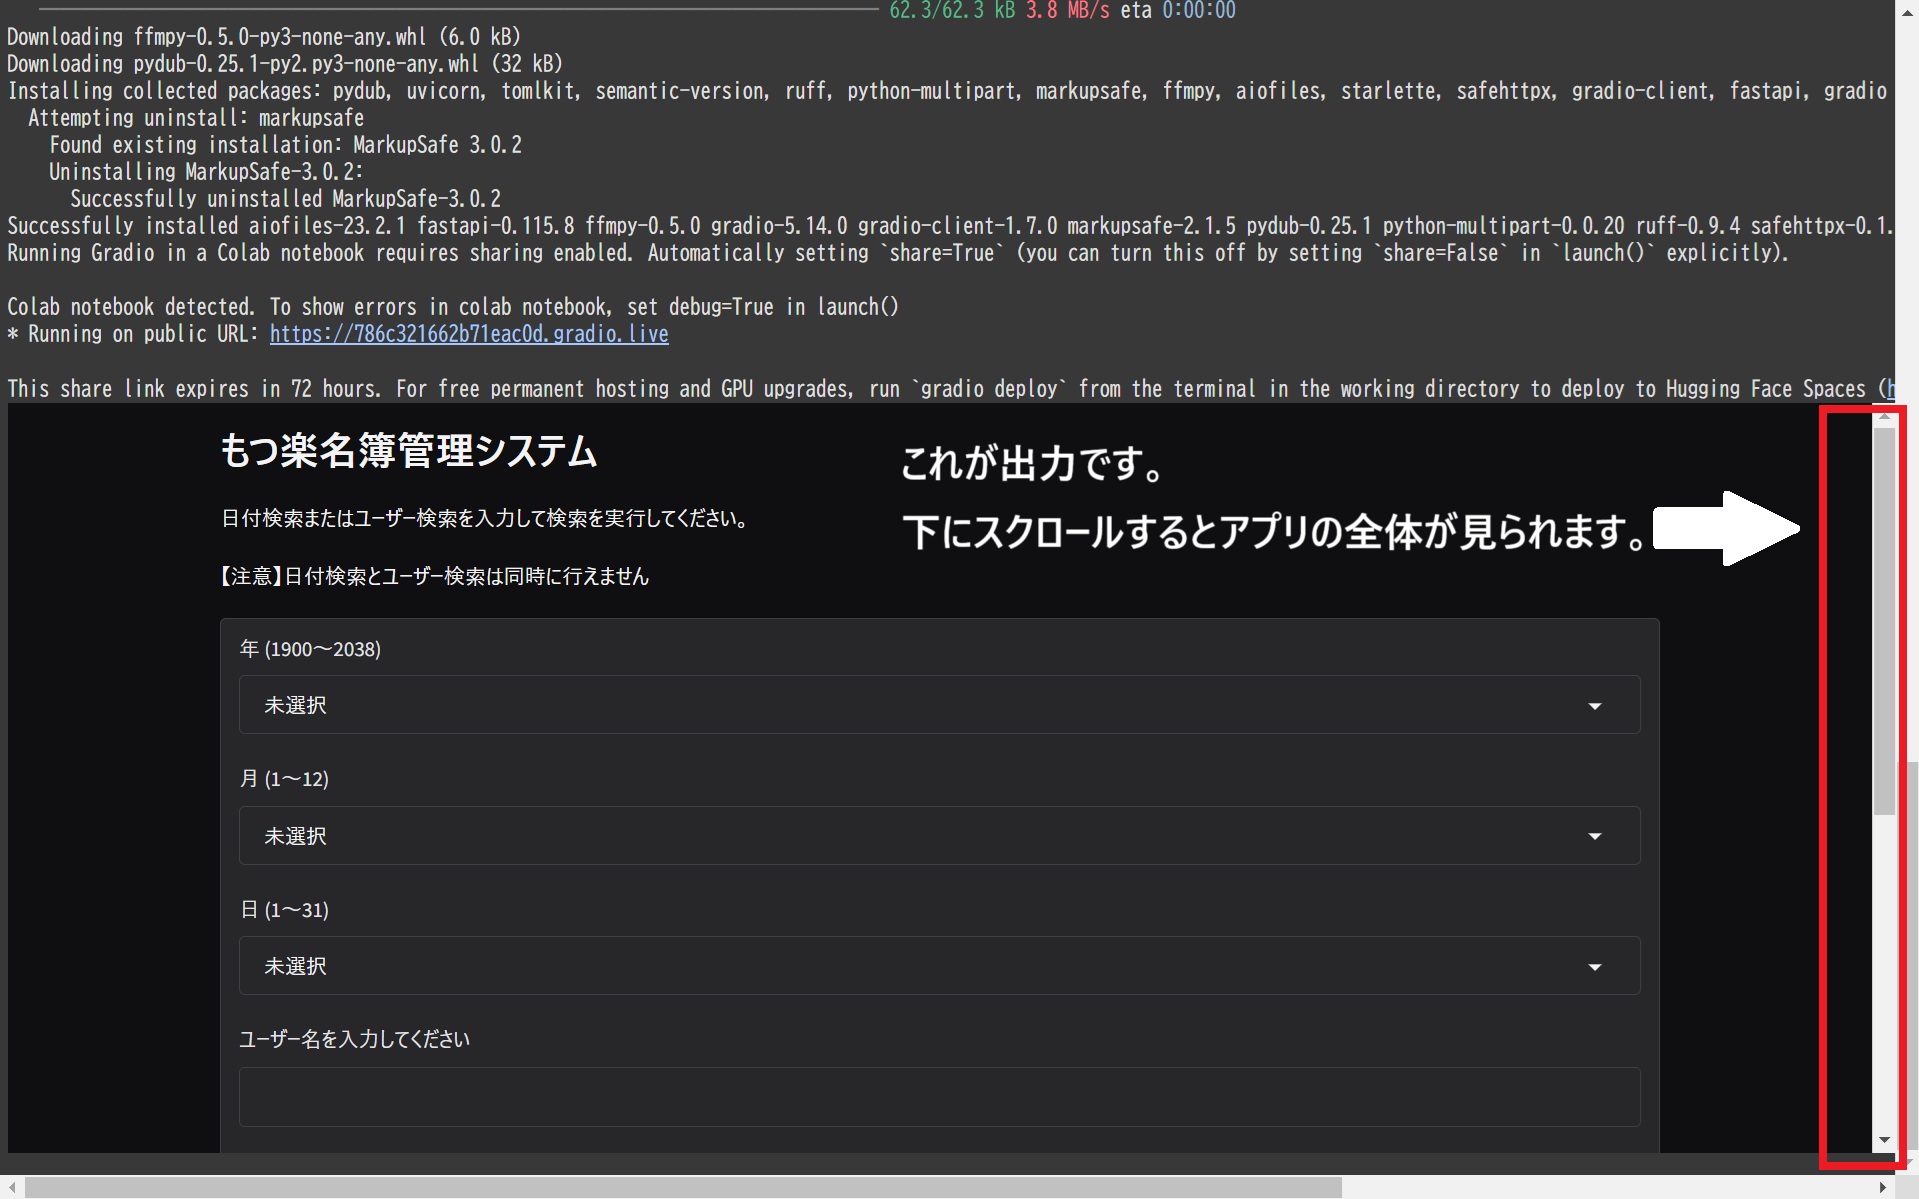 62.3/62.3 kB 3.8 MB/s eta 0:00:00
Downloading ffmpy-0.5.0-py3-none-any.whl (6.0 kB)
Downloading pydub-0.25.1-py2.py3-none-any.whl (32 kB)
Installing collected packages: pydub, uvicorn, tomlkit, semantic-version, ruff, python-multipart, markupsafe, ffmpy, aiofiles, starlette, safehttpx, gradio-client, fastapi, gradio
Attempting uninstall: markupsafe
Found existing installation: MarkupSafe 3.0.2
Uninstalling MarkupSafe-3.0.2:
Successfully uninstalled MarkupSafe-3.0.2
Successfully installed aiofiles-23.2.1 fastapi-0.115.8 ffmpy-0.5.0 gradio-5.14.0 gradio-client-1.7.0 markupsafe-2.1.5 pydub-0.25.1 python-multipart-0.0.20 ruff-0.9.4 safehttpx-0.1.
Running Gradio in a Colab notebook requires sharing enabled. Automatically setting `share=True` (you can turn this off by setting `share=False` in `launch()` explicitly).
Colab notebook detected. To show errors in colab notebook, set debug=True in launch()
* Running on public URL: https://786c321662b71eac0d.gradio.live
This share link expires in 72 hours. For free permanent hosting and GPU upgrades, run `gradio deploy` from the terminal in the working directory to deploy to Hugging Face Spaces (h
もつ楽名簿管理システム
これが出力です。
日付検索またはユーザー検索を入力して検索を実行してください。
下にスクロールするとアプリの全体が見られます。
【注意】日付検索とユーザー検索は同時に行えません
年 (1900～2038)
未選択
月 (1～12)
未選択
日 (1～31)
未選択
ユーザー名を入力してください